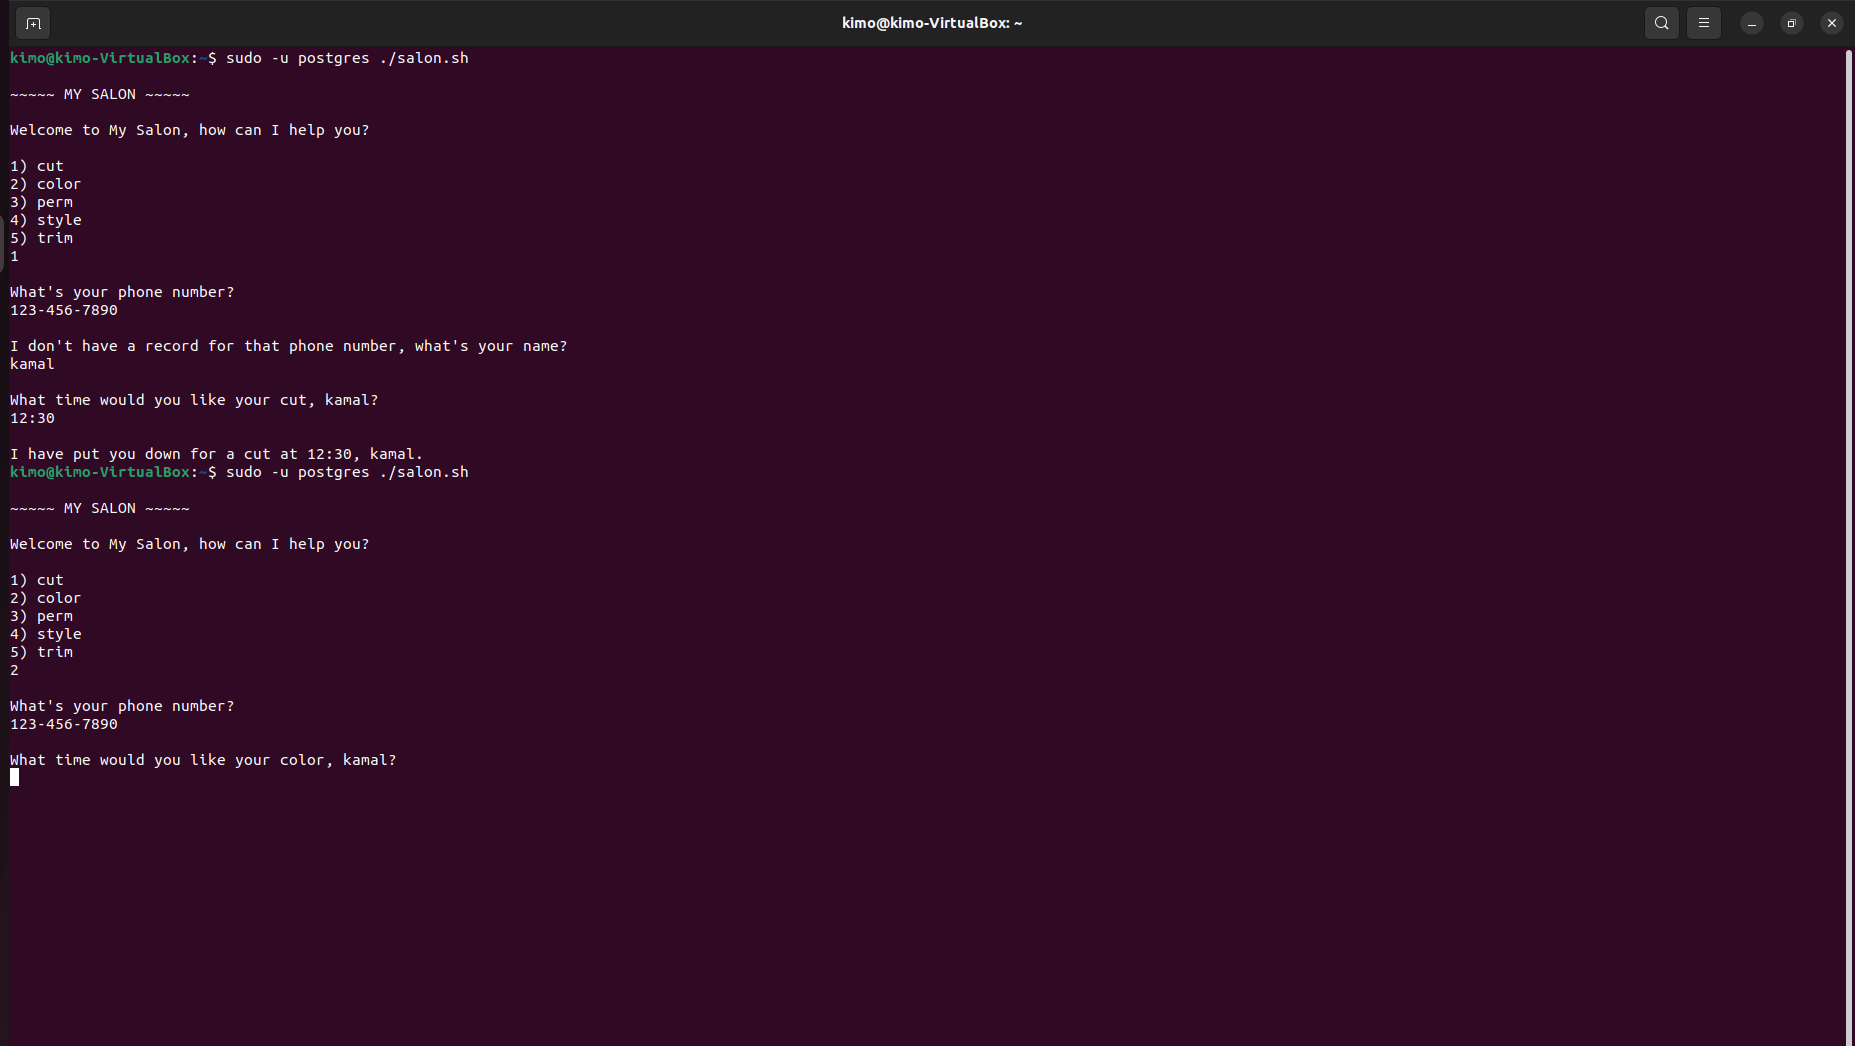 kimo@kimo-VirtualBox: ~
kimo@kimo-VirtualBox:~$ sudo -u postgres ./salon.sh
~~~~~ MY SALON ~~~~~
Welcome to My Salon, how can I help you?
1) cut
2) color
3) perm
4) style
5) trim
1
What's your phone number?
123-456-7890
I don't have a record for that phone number, what's your name?
kamal
What time would you like your cut, kamal?
12:30
I have put you down for a cut at 12:30, kamal.
kimo@kimo-VirtualBox:~$ sudo -u postgres ./salon.sh
~~~~~ MY SALON ~~~~~
Welcome to My Salon, how can I help you?
1) cut
2) color
3) perm
4) style
5) trim
2
What's your phone number?
123-456-7890
What time would you like your color, kamal?